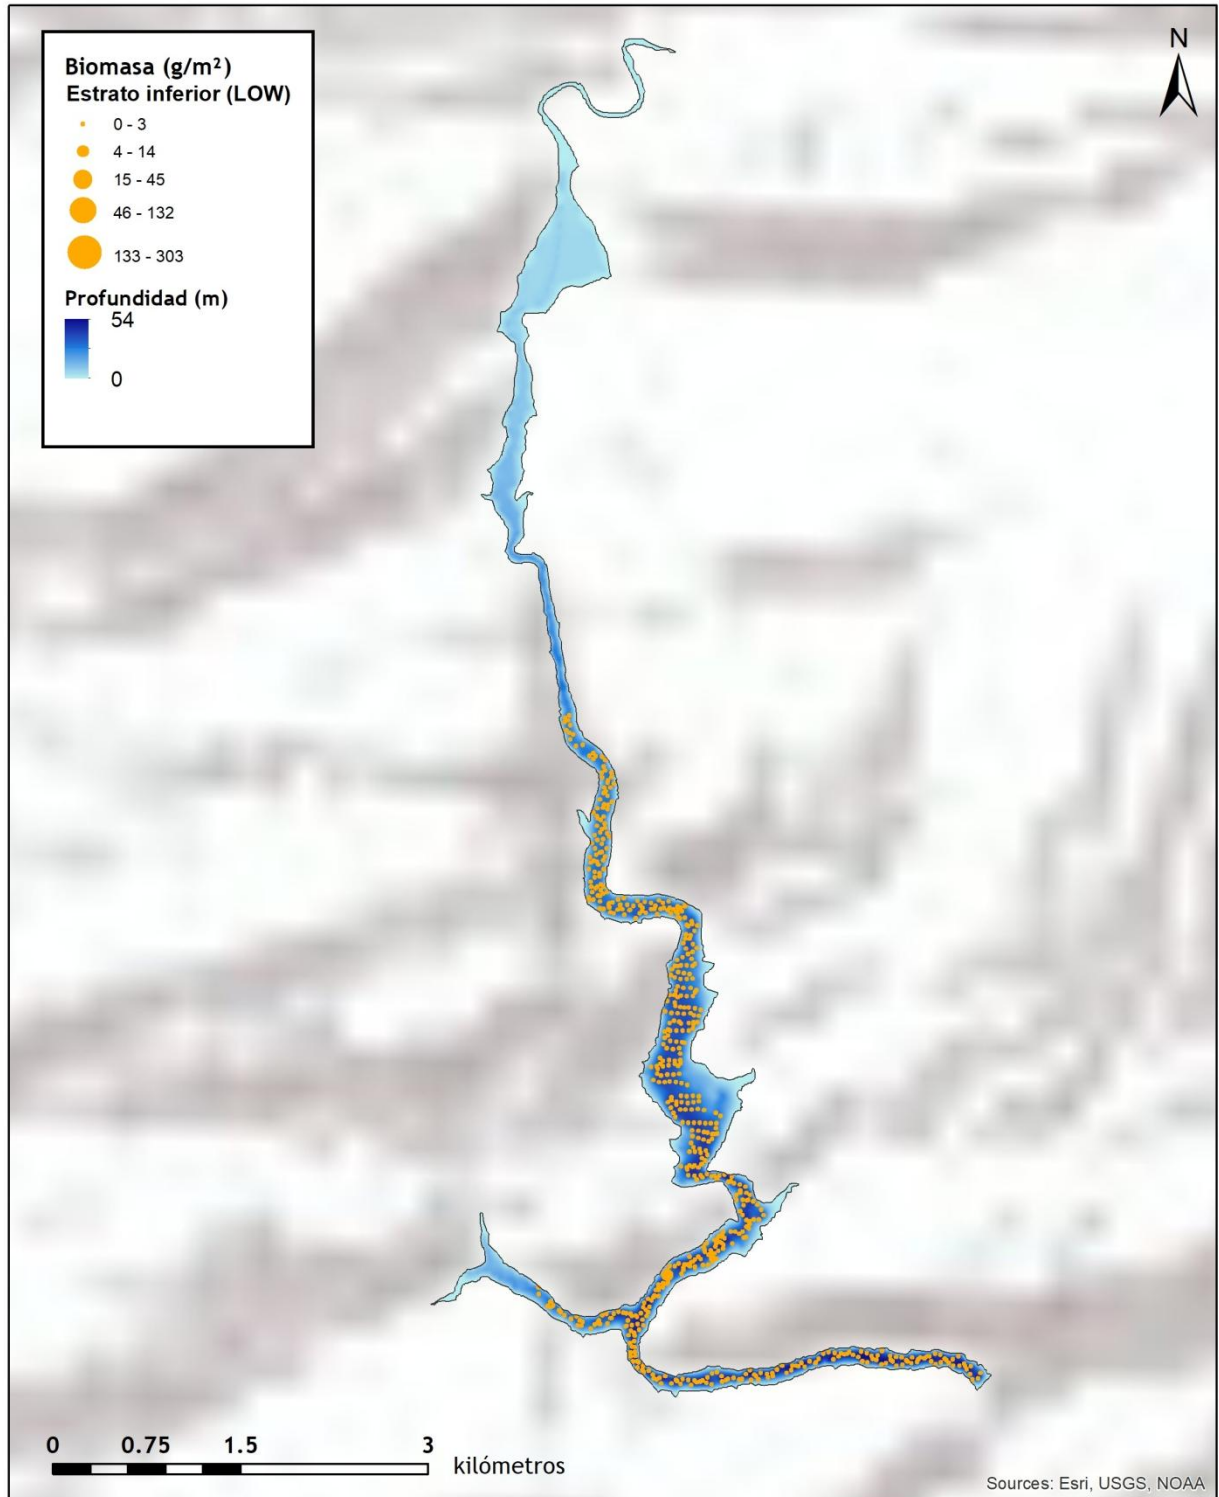 Biomasa (g/m²)
Estrato inferior (LOW)
0 - 3
4 - 14
15 - 45
46 - 132
133 - 303
Profundidad (m)
54
0
N
0 0.75 1.5 3 kilómetros
Sources: Esri, USGS, NOAA